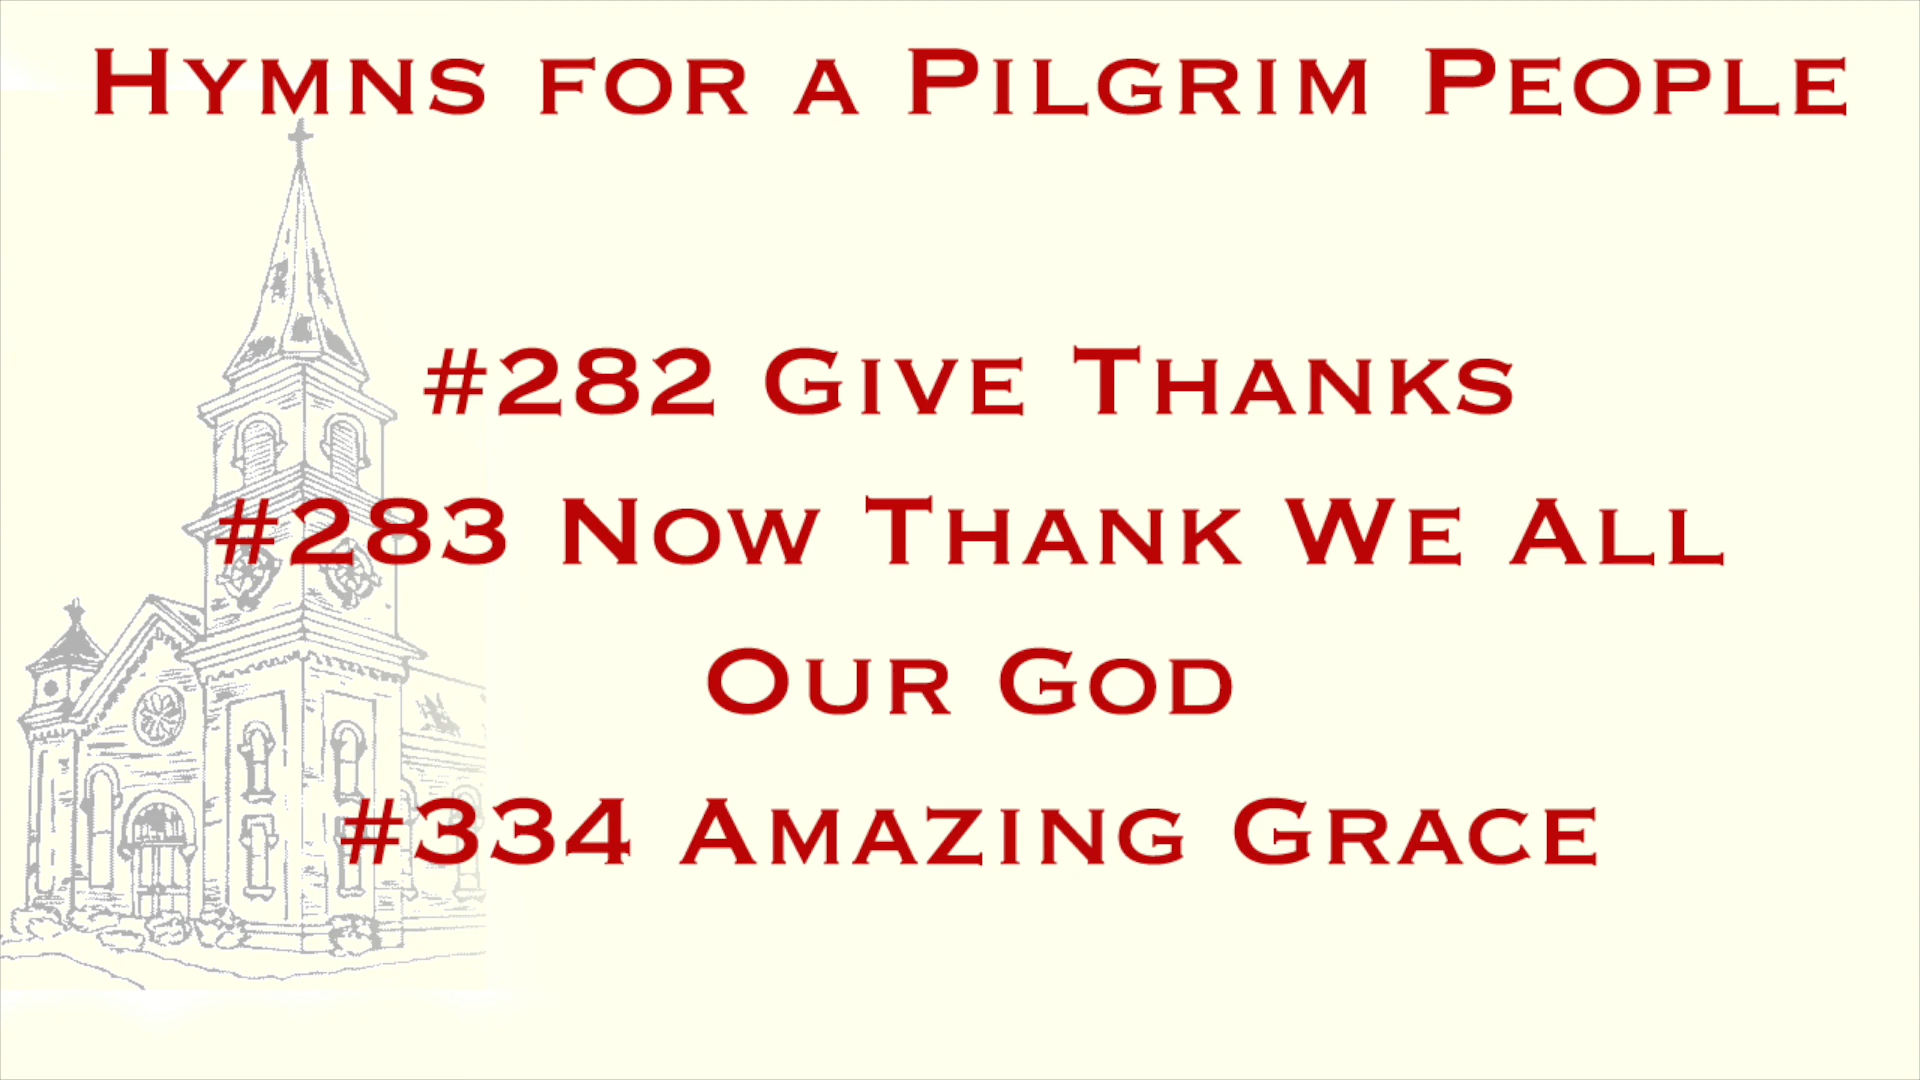 Hymns for a Pilgrim People
#282 Give Thanks
#283 Now Thank We All
Our God
#334 Amazing Grace